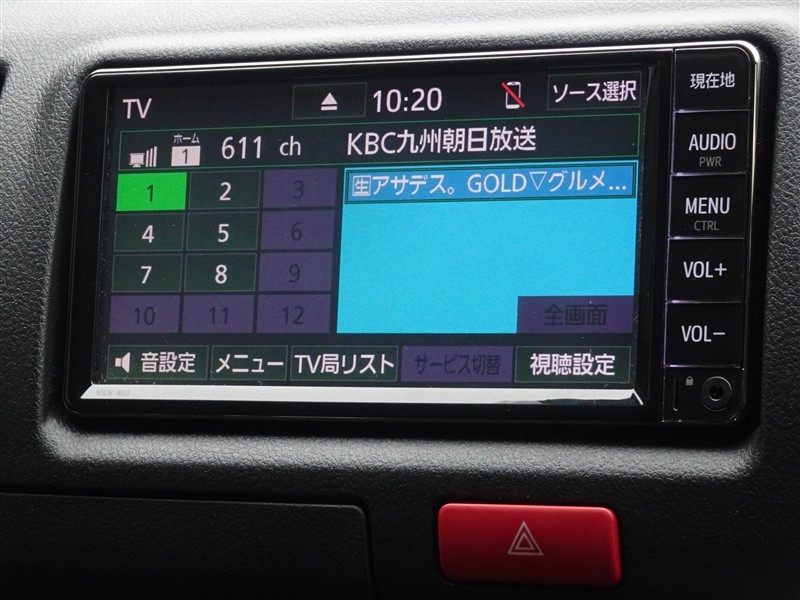 TV 10:20 ソース選択
ホーム 1 611 ch KBC九州朝日放送
生アサデス。GOLD▽グルメ...
1 2 3
4 5 6
7 8 9
10 11 12 全画面
音設定 メニュー TV局リスト サービス切替 視聴設定
現在地
AUDIO
PWR
MENU
CTRL
VOL+
VOL-